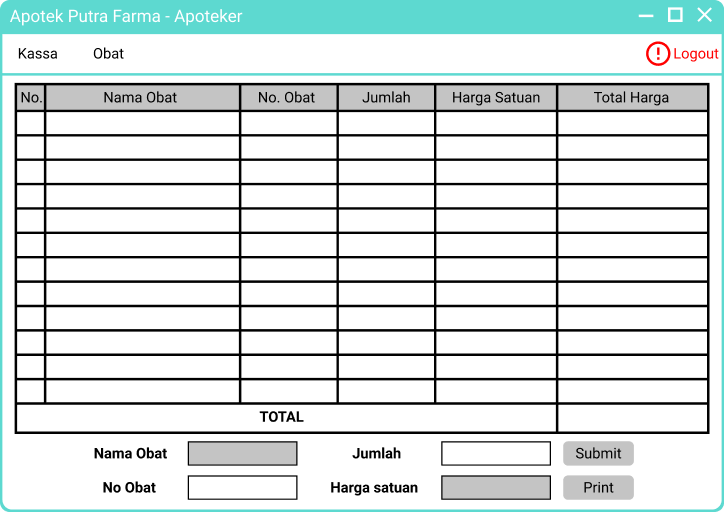 Apotek Putra Farma - Apoteker
Kassa Obat Logout
No. Nama Obat No. Obat Jumlah Harga Satuan Total Harga
TOTAL
Nama Obat Jumlah Submit
No Obat Harga satuan Print